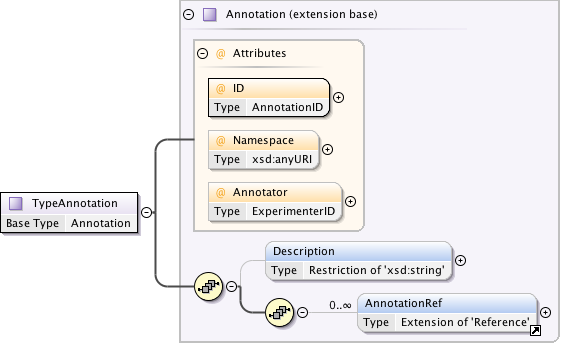 Annotation (extension base)
@ Attributes
@ ID
Type AnnotationID
@ Namespace
Type xsd:anyURI
@ Annotator
Type ExperimenterID
TypeAnnotation
Base Type Annotation
Description
Type Restriction of 'xsd:string'
0..∞
AnnotationRef
Type Extension of 'Reference'